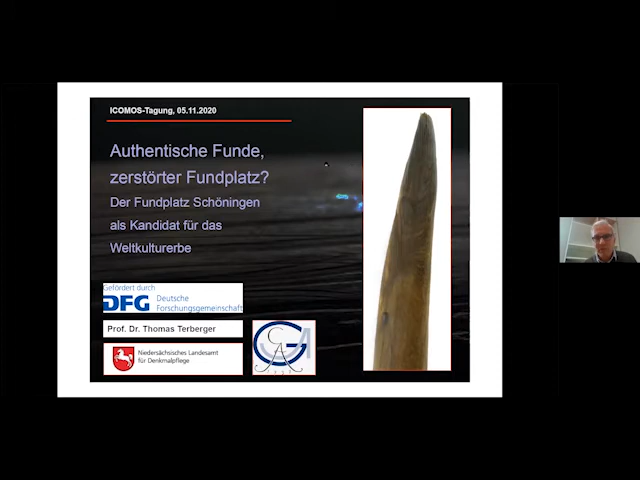 ICOMOS-Tagung, 05.11.2020
Authentische Funde,
zerstörter Fundplatz?
Der Fundplatz Schöningen
als Kandidat für das
Weltkulturerbe
Gefördert durch
DFG Deutsche
Forschungsgemeinschaft
Prof. Dr. Thomas Terberger
Niedersächsisches Landesamt
für Denkmalpflege